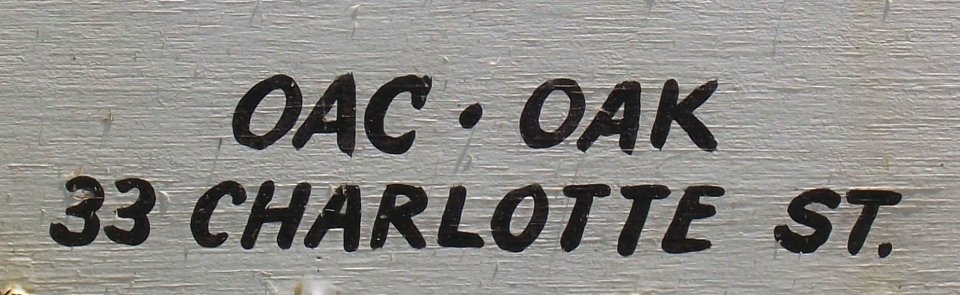 OAC · OAK
33 CHARLOTTE ST.